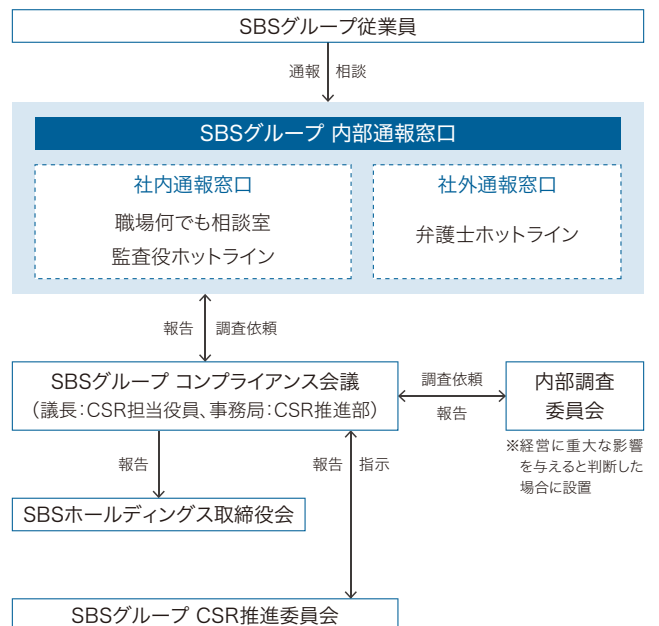 SBSグループ従業員
通報 相談
SBSグループ 内部通報窓口
社内通報窓口
職場何でも相談室
監査役ホットライン
社外通報窓口
弁護士ホットライン
報告 調査依頼
SBSグループ コンプライアンス会議
（議長：CSR担当役員、事務局：CSR推進部）
調査依頼
報告
内部調査
委員会
※経営に重大な影響
を与えると判断した
場合に設置
報告
報告 指示
SBSホールディングス取締役会
SBSグループ CSR推進委員会